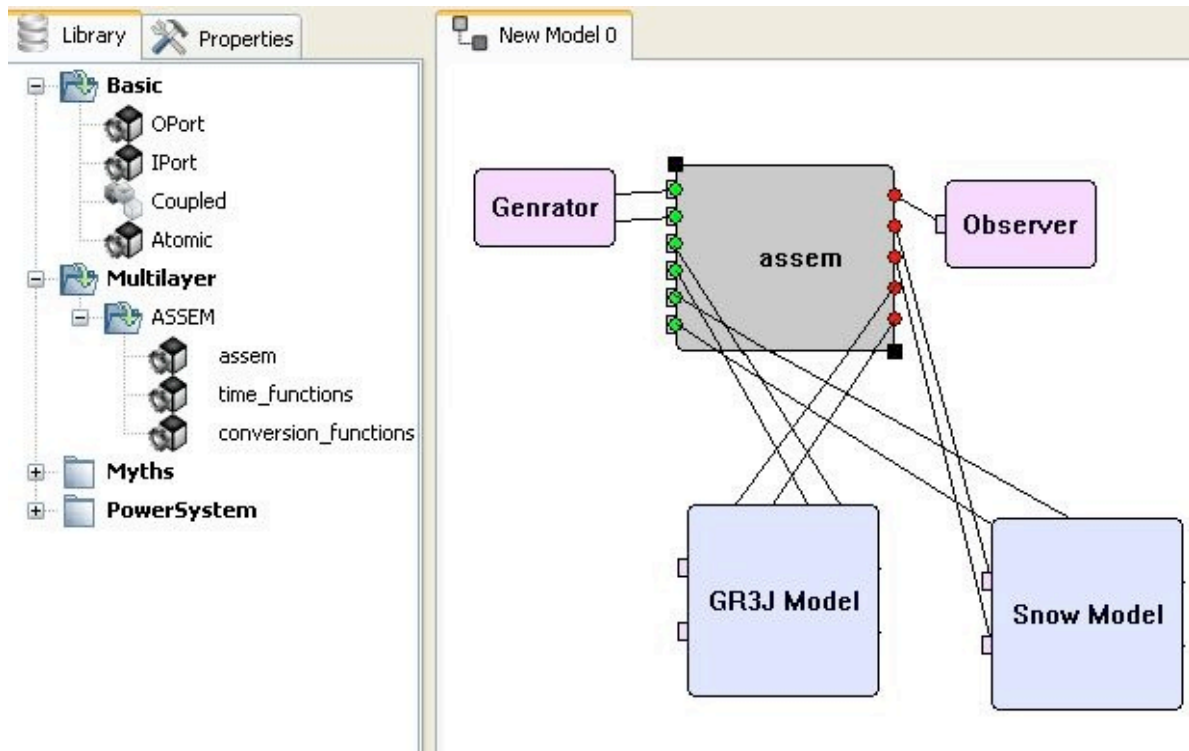 Library
Properties
New Model 0
Basic
OPort
IPort
Coupled
Atomic
Multilayer
ASSEM
assem
time_functions
conversion_functions
Myths
PowerSystem
Genrator
assem
Observer
GR3J Model
Snow Model